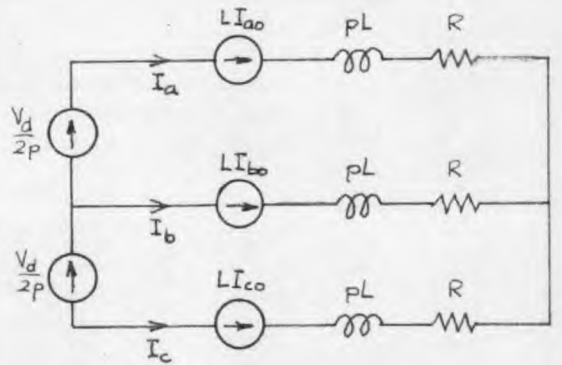 LI_ao pL R
I_a
V_d/2p
LI_bo pL R
I_b
V_d/2p
LI_co pL R
I_c